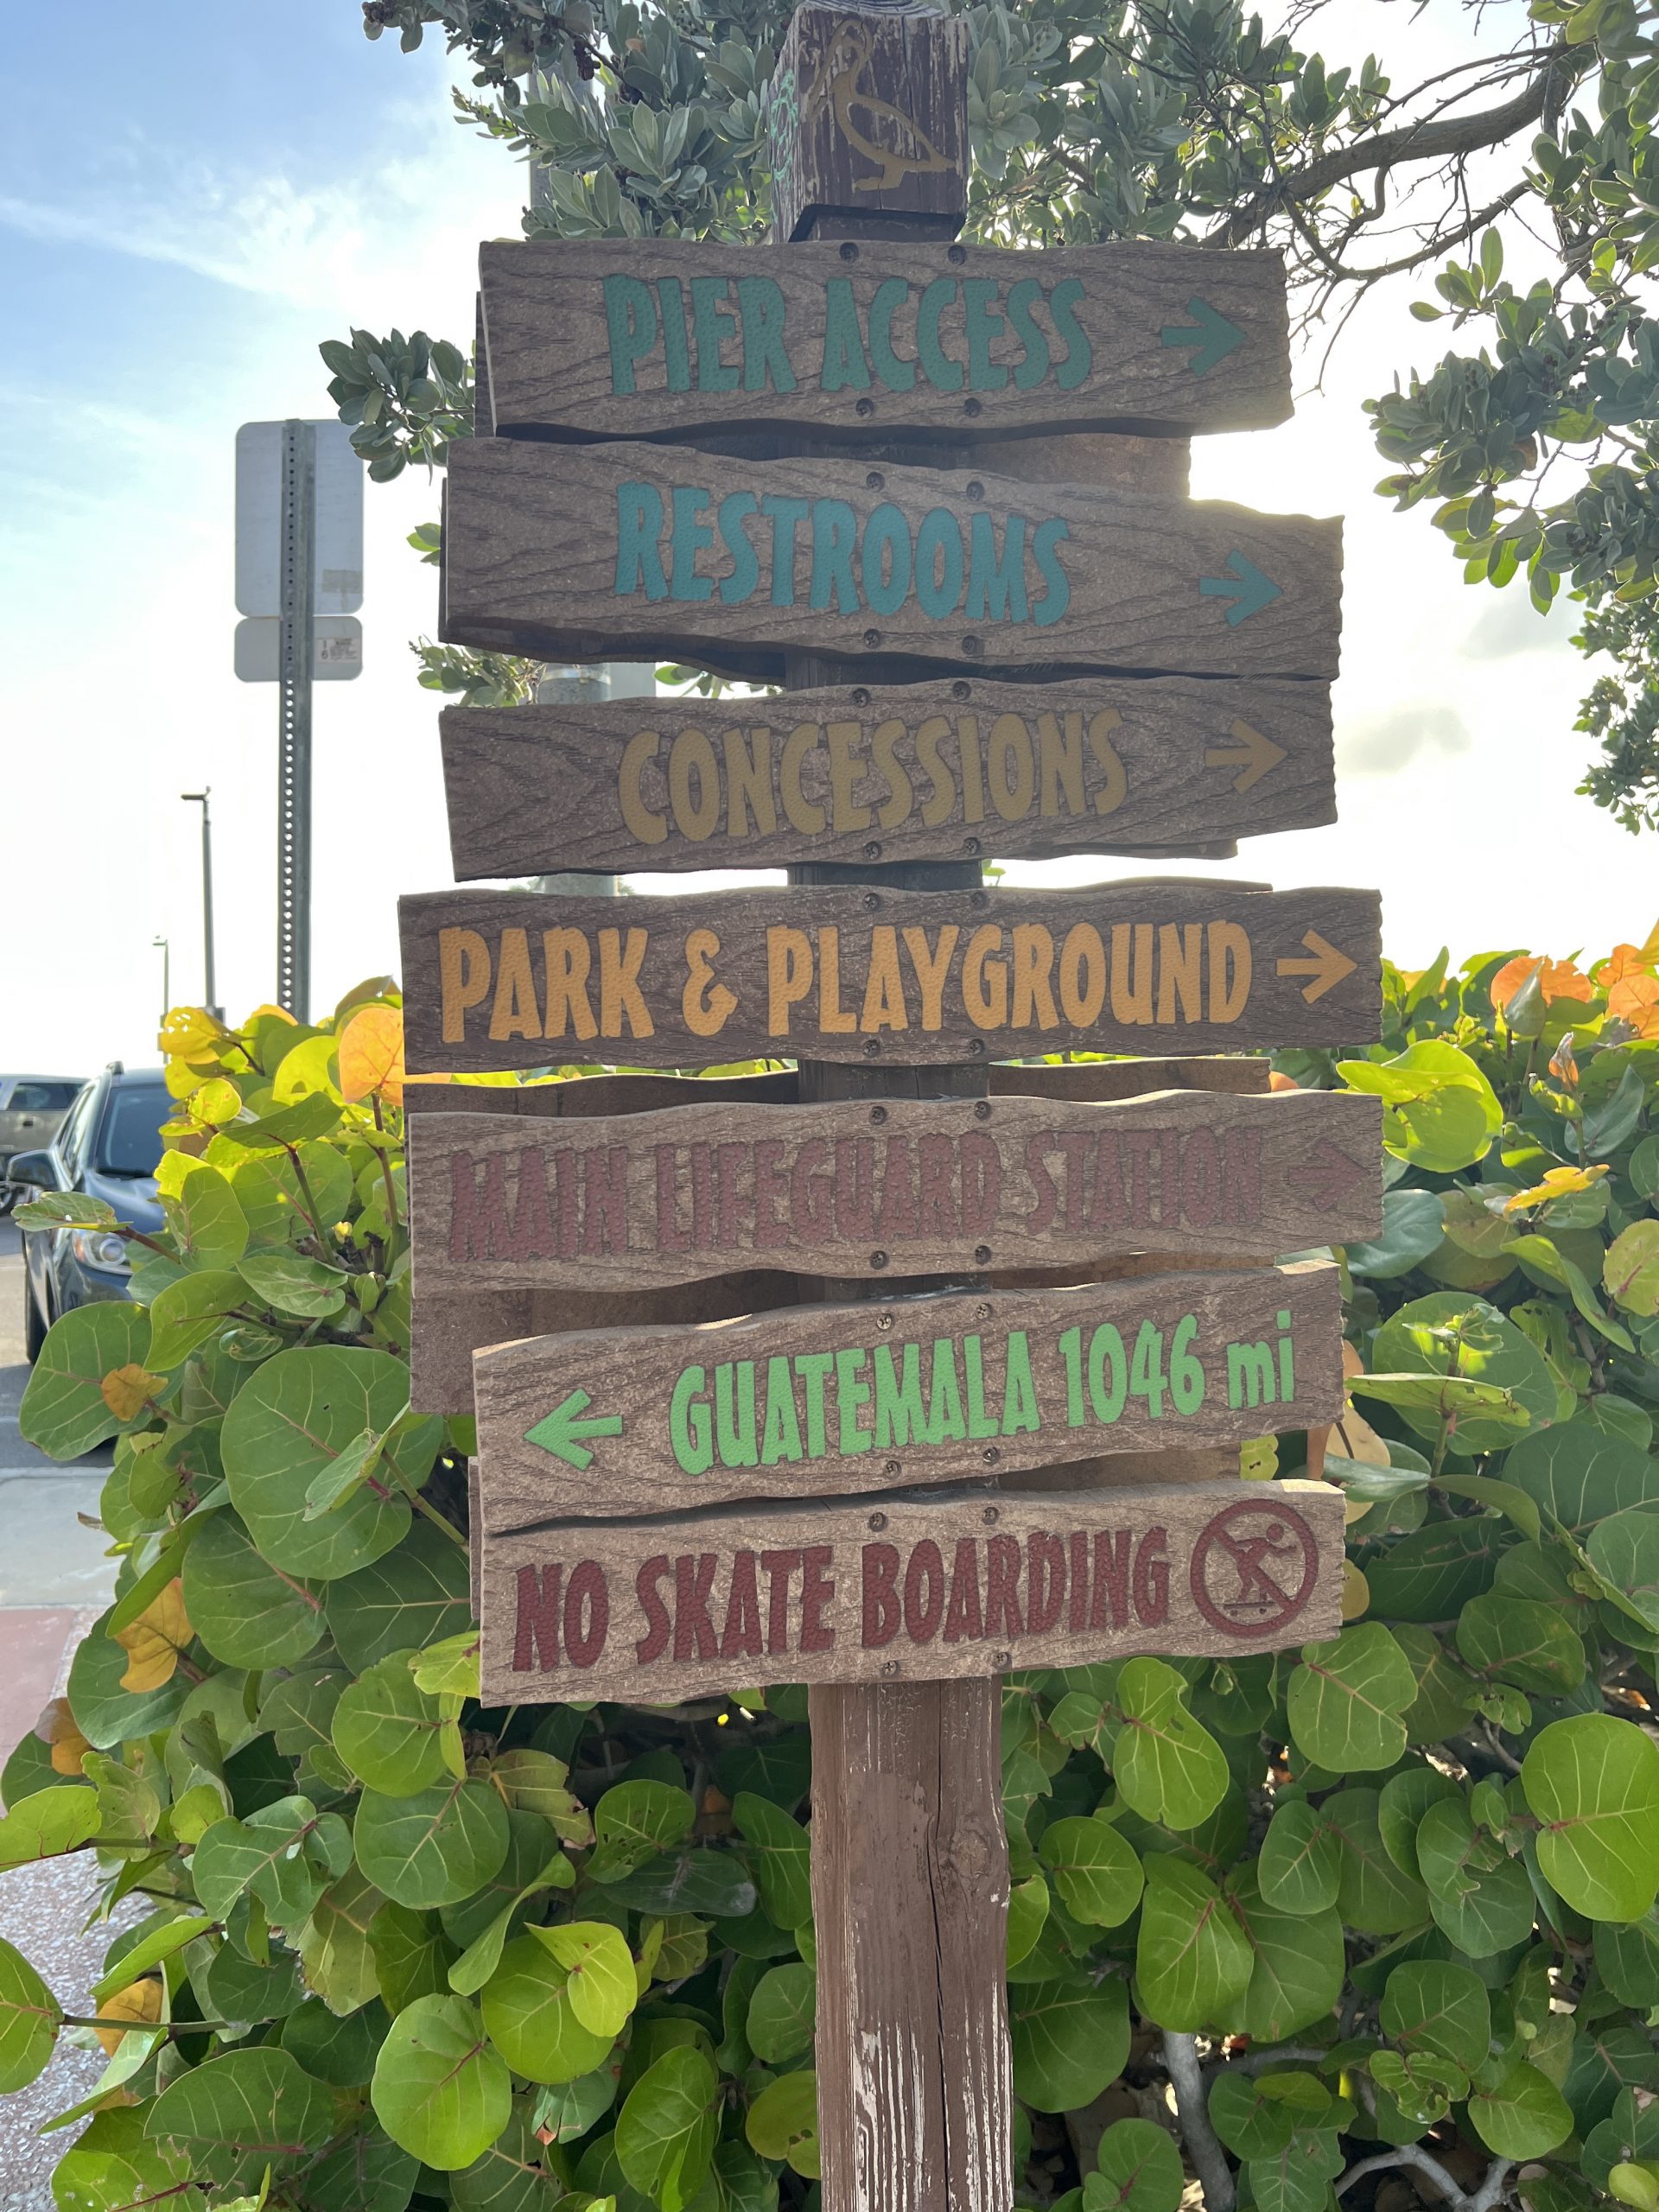 PIER ACCESS →
RESTROOMS →
CONCESSIONS →
PARK & PLAYGROUND →
MAIN LIFEGUARD STATION →
← GUATEMALA 1046 mi
NO SKATE BOARDING